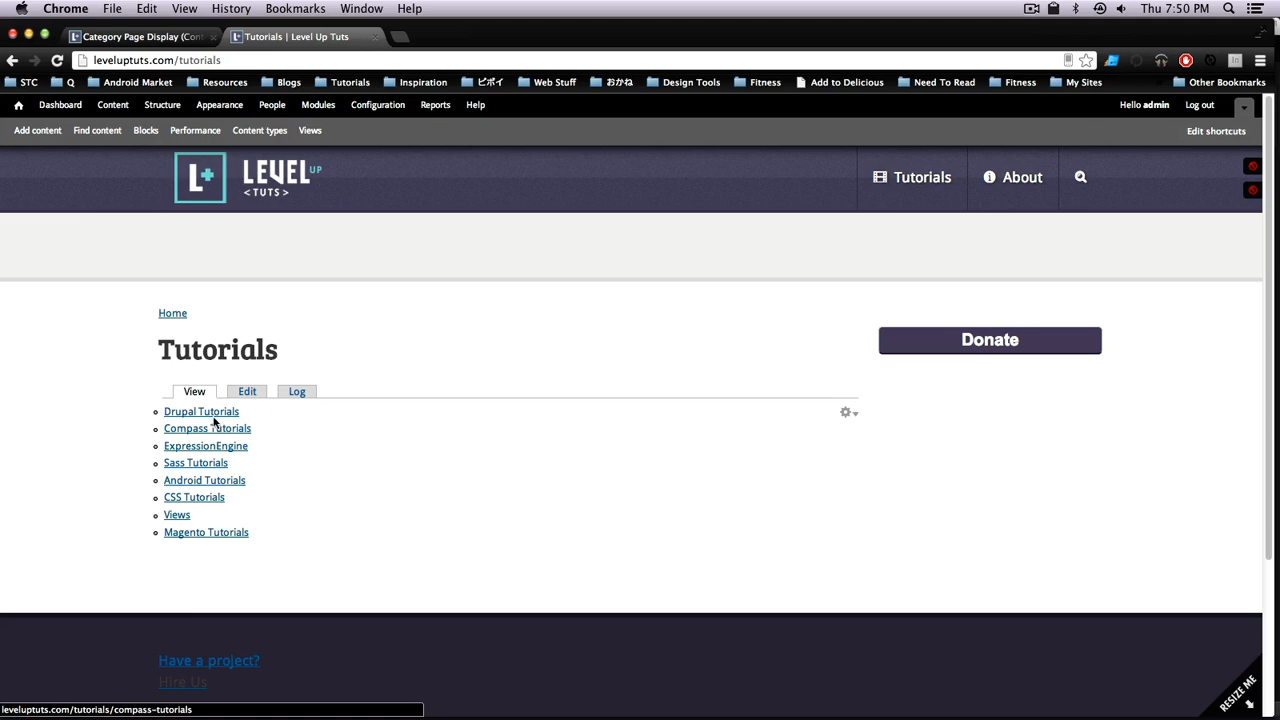 Chrome File Edit View History Bookmarks Window Help Thu 7:50 PM
Category Page Display (Cont Tutorials | Level Up Tuts
leveluptuts.com/tutorials
STC Q Android Market Resources Blogs Tutorials Inspiration ビボイ Web Stuff おかね Design Tools Fitness Add to Delicious Need To Read Fitness My Sites Other Bookmarks
Dashboard Content Structure Appearance People Modules Configuration Reports Help Hello admin Log out
Add content Find content Blocks Performance Content types Views Edit shortcuts
L+ LEVEL UP
<TUTS>
Tutorials About
Home
Tutorials
Donate
View Edit Log
Drupal Tutorials
Compass Tutorials
ExpressionEngine
Sass Tutorials
Android Tutorials
CSS Tutorials
Views
Magento Tutorials
Have a project?
Hire Us
RESIZE ME
leveluptuts.com/tutorials/compass-tutorials